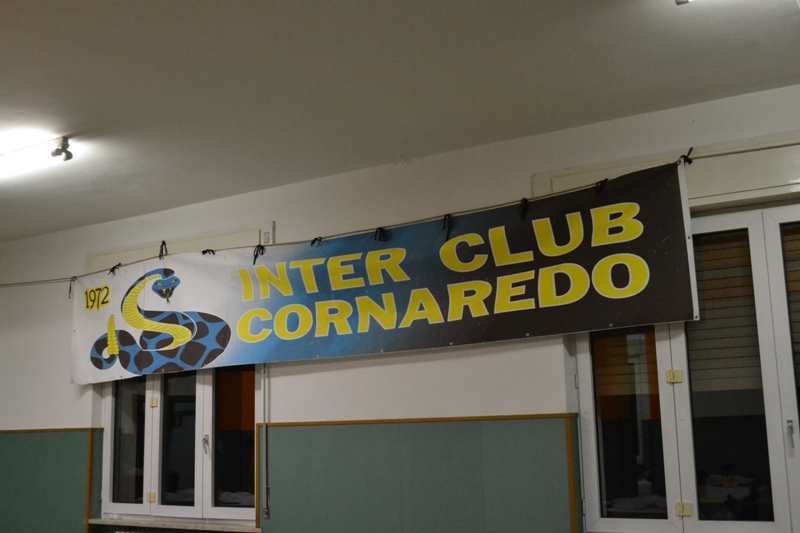 1972
INTER CLUB
CORNAREDO